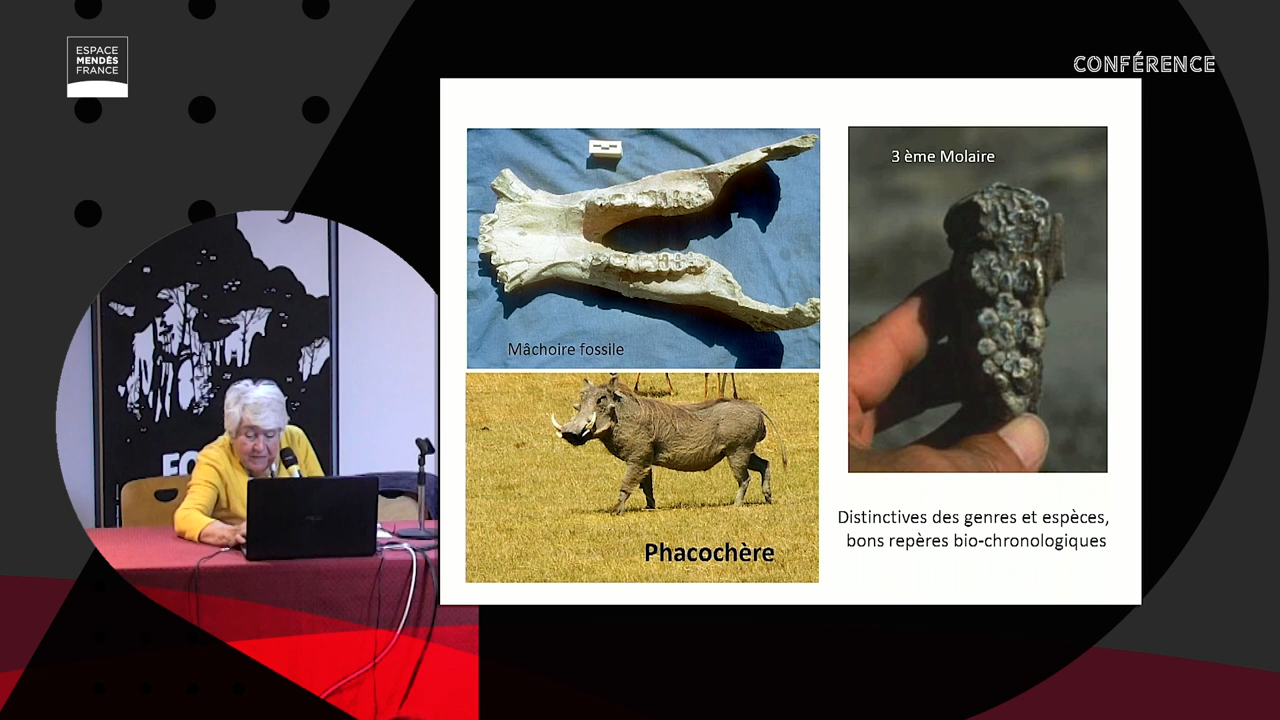 ESPACE
MENDÈS
FRANCE
CONFÉRENCE
3 ème Molaire
Mâchoire fossile
Phacochère
Distinctives des genres et espèces,
bons repères bio-chronologiques